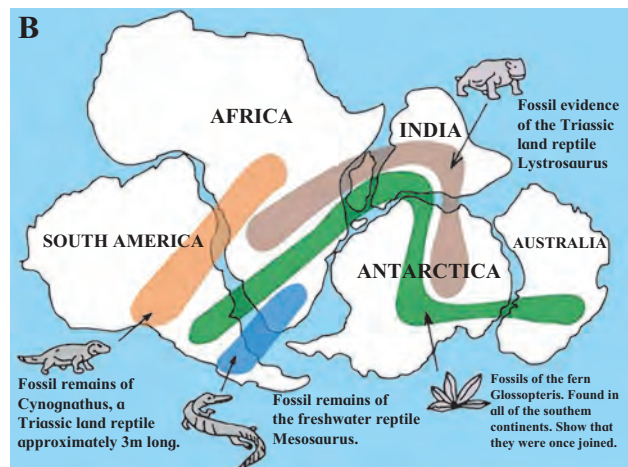 B
AFRICA
INDIA
Fossil evidence
of the Triassic
land reptile
Lystrosaurus
SOUTH AMERICA
ANTARCTICA
AUSTRALIA
Fossil remains of
Cynognathus, a
Triassic land reptile
approximately 3m long.
Fossil remains of
the freshwater reptile
Mesosaurus.
Fossils of the fern
Glossopteris. Found in
all of the southem
continents. Show that
they were once joined.